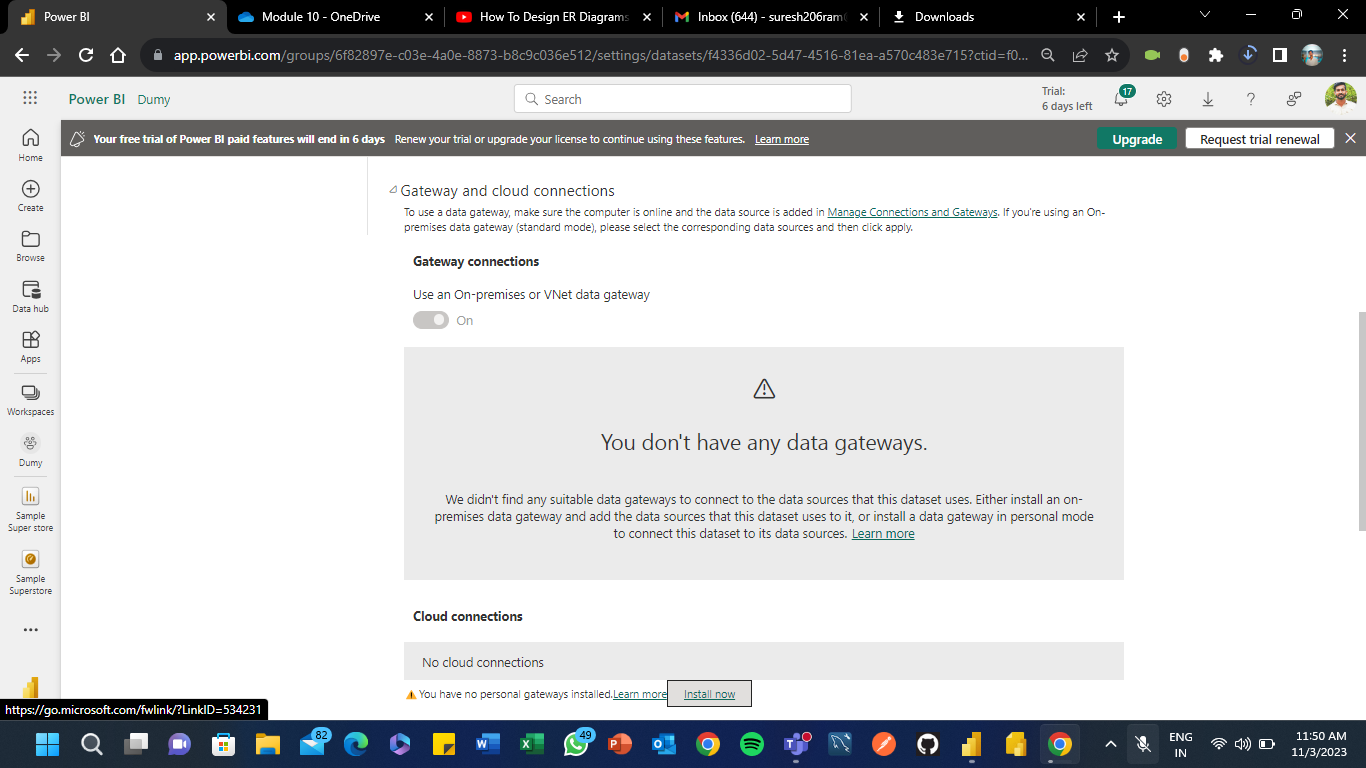 Power BI
Module 10 - OneDrive
How To Design ER Diagrams
Inbox (644) - suresh206ram
Downloads
app.powerbi.com/groups/6f82897e-c03e-4a0e-8873-b8c9c036e512/settings/datasets/f4336d02-5d47-4516-81ea-a570c483e715?ctid=f0...
Power BI Dumy
Search
Trial:
6 days left
17
Your free trial of Power BI paid features will end in 6 days Renew your trial or upgrade your license to continue using these features. Learn more
Upgrade
Request trial renewal
Home
Create
Browse
Data hub
Apps
Workspaces
Dumy
Sample
Super store
Sample
Superstore
Gateway and cloud connections
To use a data gateway, make sure the computer is online and the data source is added in Manage Connections and Gateways. If you're using an On-
premises data gateway (standard mode), please select the corresponding data sources and then click apply.
Gateway connections
Use an On-premises or VNet data gateway
On
You don't have any data gateways.
We didn't find any suitable data gateways to connect to the data sources that this dataset uses. Either install an on-
premises data gateway and add the data sources that this dataset uses to it, or install a data gateway in personal mode
to connect this dataset to its data sources. Learn more
Cloud connections
No cloud connections
You have no personal gateways installed.Learn more Install now
https://go.microsoft.com/fwlink/?LinkID=534231
82
49
ENG
IN
11:50 AM
11/3/2023